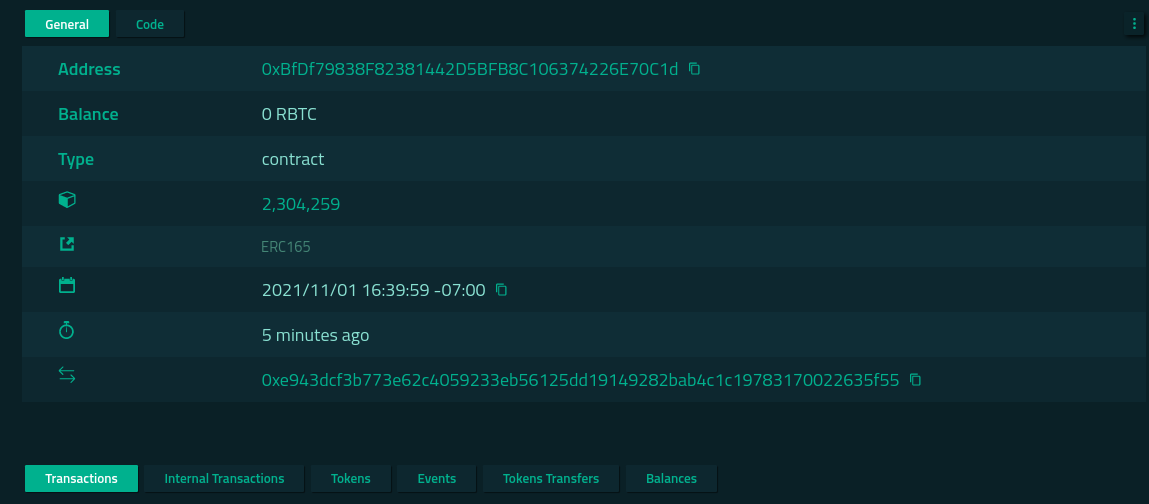 General Code
Address 0xBfDf79838F82381442D5BFB8C106374226E70C1d
Balance 0 RBTC
Type contract
2,304,259
ERC165
2021/11/01 16:39:59 -07:00
5 minutes ago
0xe943dcf3b773e62c4059233eb56125dd19149282bab4c1c19783170022635f55
Transactions Internal Transactions Tokens Events Tokens Transfers Balances